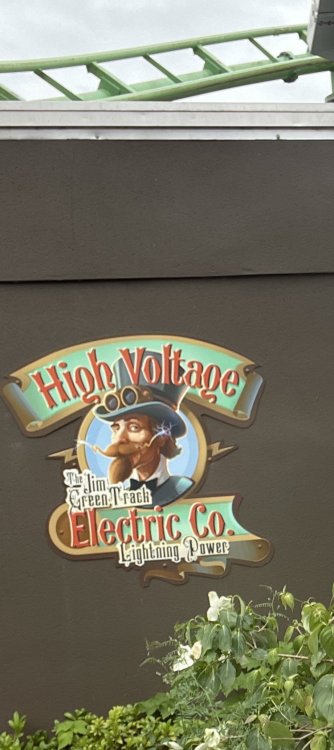 High Voltage
The Jim
Green Track
Electric Co.
Lightning Power